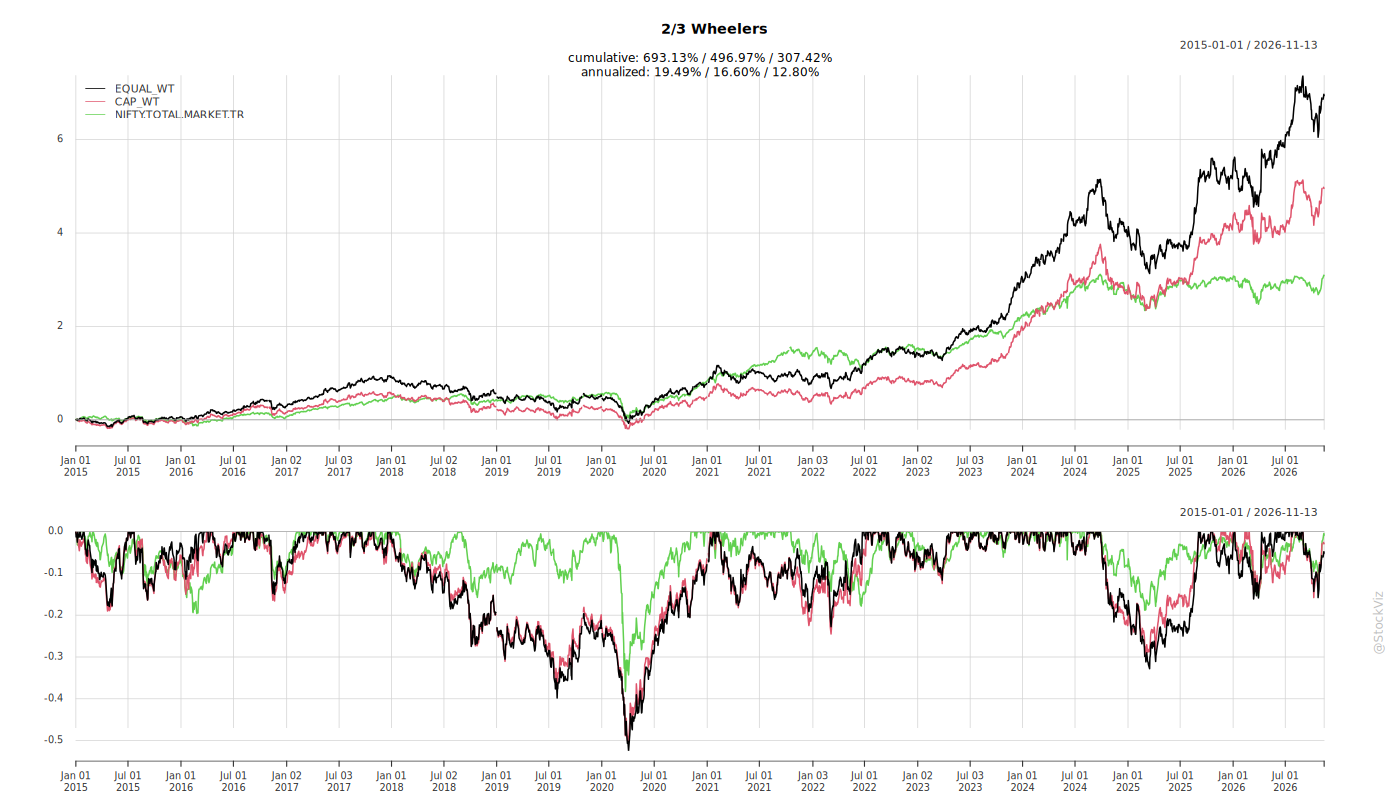 2/3 Wheelers
2015-01-01 / 2026-11-13
cumulative: 693.13% / 496.97% / 307.42%
annualized: 19.49% / 16.60% / 12.80%
EQUAL_WT
CAP_WT
NIFTY.TOTAL.MARKET.TR
6
4
2
0
Jan 01 Jul 01 Jan 01 Jul 01 Jan 02 Jul 03 Jan 01 Jul 02 Jan 01 Jul 01 Jan 01 Jul 01 Jan 01 Jul 01 Jan 03 Jul 01 Jan 02 Jul 03 Jan 01 Jul 01 Jan 01 Jul 01 Jan 01 Jul 01
2015 2015 2016 2016 2017 2017 2018 2018 2019 2019 2020 2020 2021 2021 2022 2022 2023 2023 2024 2024 2025 2025 2026 2026
2015-01-01 / 2026-11-13
0.0
-0.1
-0.2
-0.3
-0.4
-0.5
Jan 01 Jul 01 Jan 01 Jul 01 Jan 02 Jul 03 Jan 01 Jul 02 Jan 01 Jul 01 Jan 01 Jul 01 Jan 01 Jul 01 Jan 03 Jul 01 Jan 02 Jul 03 Jan 01 Jul 01 Jan 01 Jul 01 Jan 01 Jul 01
2015 2015 2016 2016 2017 2017 2018 2018 2019 2019 2020 2020 2021 2021 2022 2022 2023 2023 2024 2024 2025 2025 2026 2026
@StockViz